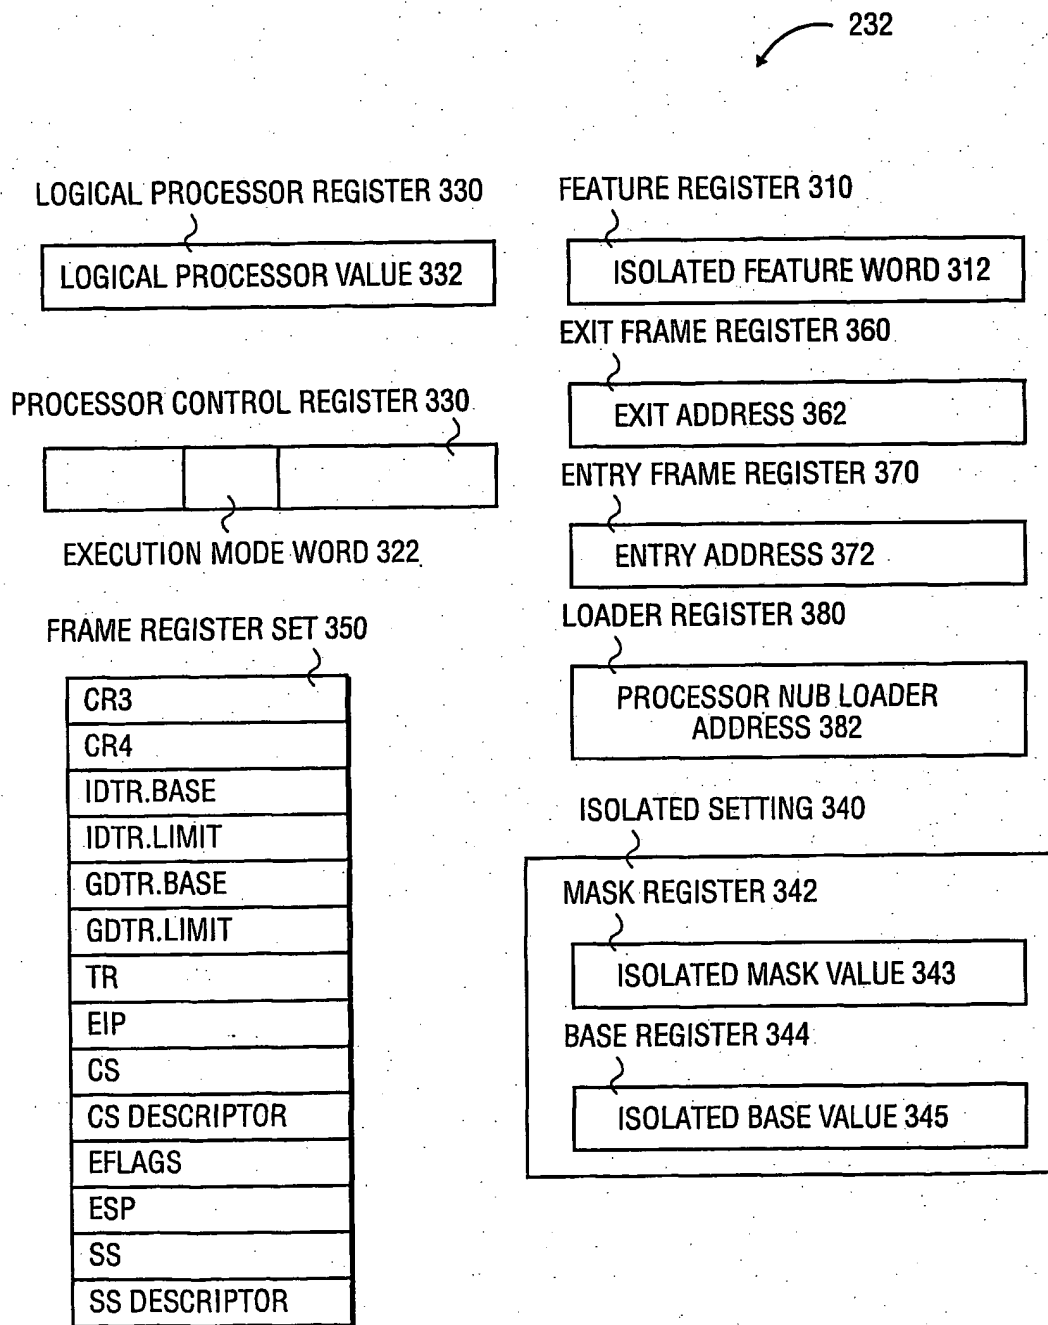 232
LOGICAL PROCESSOR REGISTER 330
LOGICAL PROCESSOR VALUE 332
PROCESSOR CONTROL REGISTER 330
EXECUTION MODE WORD 322
FRAME REGISTER SET 350
CR3
CR4
IDTR.BASE
IDTR.LIMIT
GDTR.BASE
GDTR.LIMIT
TR
EIP
CS
CS DESCRIPTOR
EFLAGS
ESP
SS
SS DESCRIPTOR
FEATURE REGISTER 310
ISOLATED FEATURE WORD 312
EXIT FRAME REGISTER 360
EXIT ADDRESS 362
ENTRY FRAME REGISTER 370
ENTRY ADDRESS 372
LOADER REGISTER 380
PROCESSOR NUB LOADER
ADDRESS 382
ISOLATED SETTING 340
MASK REGISTER 342
ISOLATED MASK VALUE 343
BASE REGISTER 344
ISOLATED BASE VALUE 345